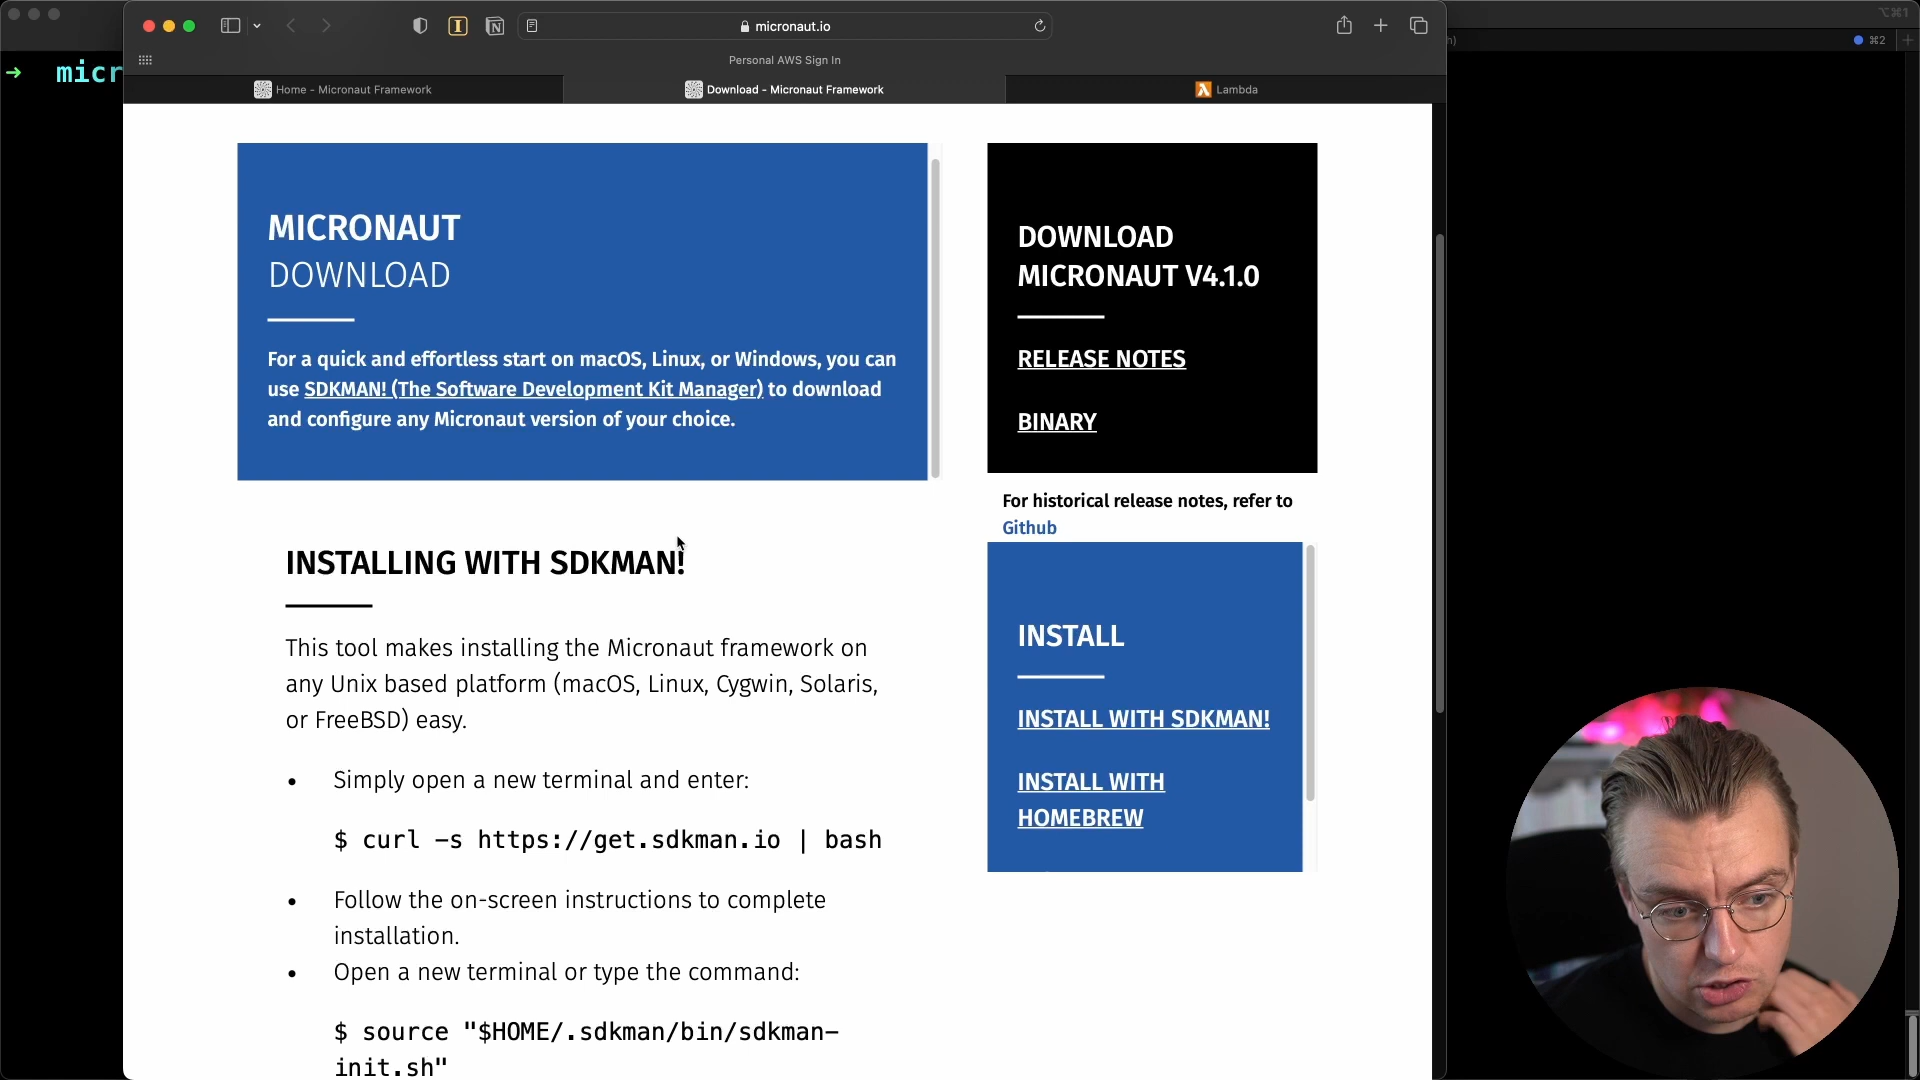 micronaut.io
⌥⌘1
⌘2
Personal AWS Sign In
Home - Micronaut Framework
Download - Micronaut Framework
Lambda
→ micr
MICRONAUT
DOWNLOAD
For a quick and effortless start on macOS, Linux, or Windows, you can
use SDKMAN! (The Software Development Kit Manager) to download
and configure any Micronaut version of your choice.
INSTALLING WITH SDKMAN!
This tool makes installing the Micronaut framework on
any Unix based platform (macOS, Linux, Cygwin, Solaris,
or FreeBSD) easy.
• Simply open a new terminal and enter:
$ curl -s https://get.sdkman.io | bash
• Follow the on-screen instructions to complete
installation.
• Open a new terminal or type the command:
$ source "$HOME/.sdkman/bin/sdkman-
init.sh"
DOWNLOAD
MICRONAUT V4.1.0
RELEASE NOTES
BINARY
For historical release notes, refer to
Github
INSTALL
INSTALL WITH SDKMAN!
INSTALL WITH
HOMEBREW